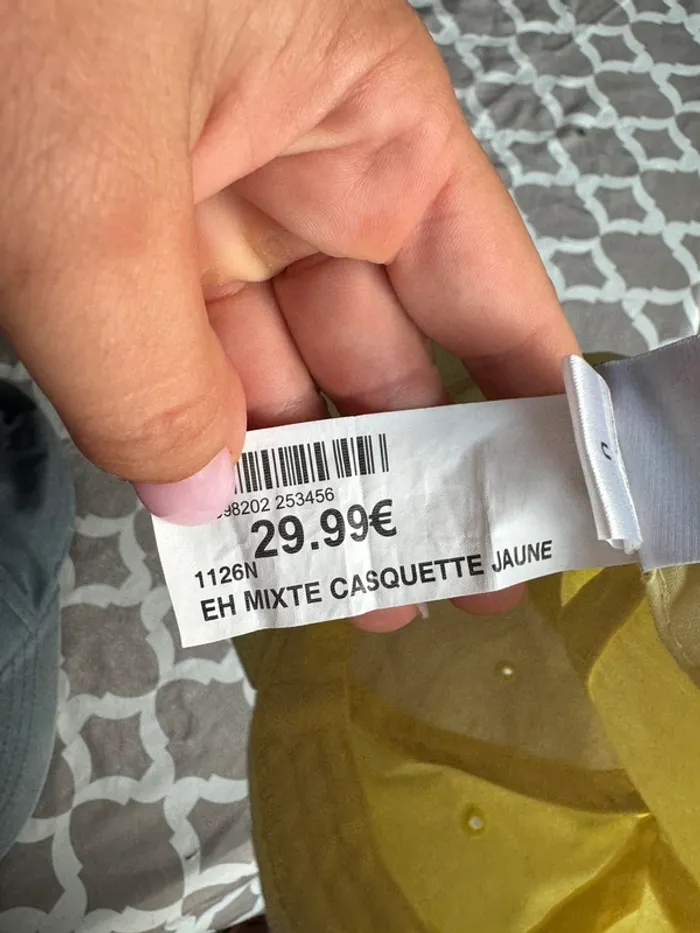 98202 253456
29.99€
1126N
EH MIXTE CASQUETTE JAUNE